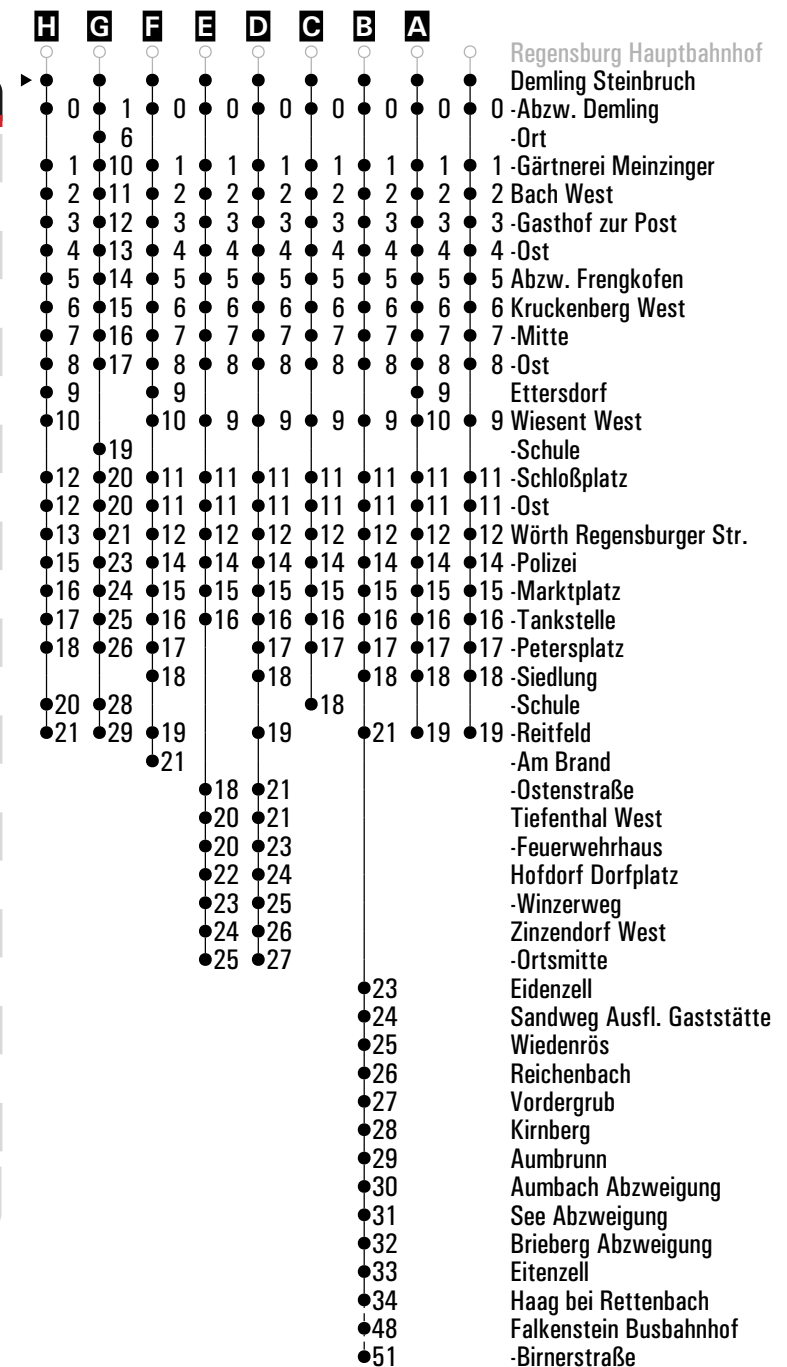 H G F E D C B A
Regensburg Hauptbahnhof
Demling Steinbruch
0 1 0 0 0 0 0 0 0 -Abzw. Demling
6 -Ort
1 10 1 1 1 1 1 1 1 -Gärtnerei Meinzinger
2 11 2 2 2 2 2 2 2 Bach West
3 12 3 3 3 3 3 3 3 -Gasthof zur Post
4 13 4 4 4 4 4 4 4 -Ost
5 14 5 5 5 5 5 5 5 Abzw. Frengkofen
6 15 6 6 6 6 6 6 6 Kruckenberg West
7 16 7 7 7 7 7 7 7 -Mitte
8 17 8 8 8 8 8 8 8 -Ost
9 9 9 Ettersdorf
10 10 9 9 9 9 10 9 Wiesent West
19 -Schule
12 20 11 11 11 11 11 11 11 -Schloßplatz
12 20 11 11 11 11 11 11 11 -Ost
13 21 12 12 12 12 12 12 12 Wörth Regensburger Str.
15 23 14 14 14 14 14 14 14 -Polizei
16 24 15 15 15 15 15 15 15 -Marktplatz
17 25 16 16 16 16 16 16 16 -Tankstelle
18 26 17 17 17 17 17 17 -Petersplatz
18 18 18 18 18 -Siedlung
20 28 18 -Schule
21 29 19 19 21 19 19 -Reitfeld
21 -Am Brand
18 21 -Ostenstraße
20 21 Tiefenthal West
20 23 -Feuerwehrhaus
22 24 Hofdorf Dorfplatz
23 25 -Winzerweg
24 26 Zinzendorf West
25 27 -Ortsmitte
23 Eidenzell
24 Sandweg Ausfl. Gaststätte
25 Wiedenrös
26 Reichenbach
27 Vordergrub
28 Kirnberg
29 Aumbrunn
30 Aumbach Abzweigung
31 See Abzweigung
32 Brieberg Abzweigung
33 Eitenzell
34 Haag bei Rettenbach
48 Falkenstein Busbahnhof
51 -Birnerstraße